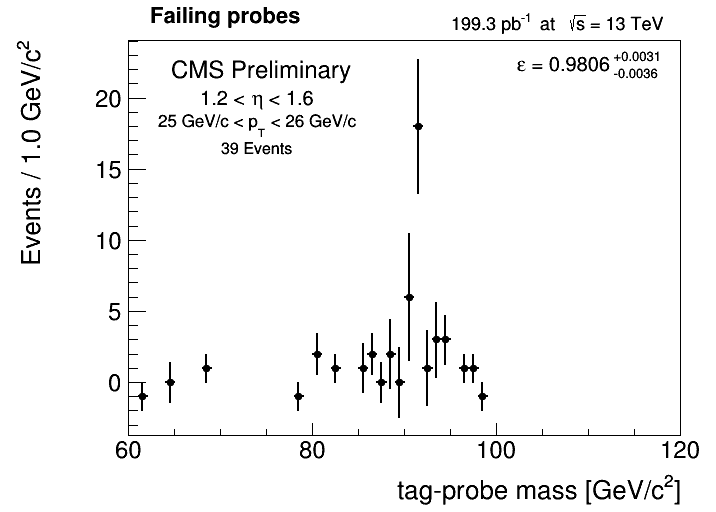 Failing probes
199.3 pb⁻¹ at √s = 13 TeV
CMS Preliminary
ε = 0.9806 +0.0031 -0.0036
1.2 < η < 1.6
25 GeV/c < p_T < 26 GeV/c
39 Events
Events / 1.0 GeV/c²
20
15
10
5
0
60 80 100 120
tag-probe mass [GeV/c²]